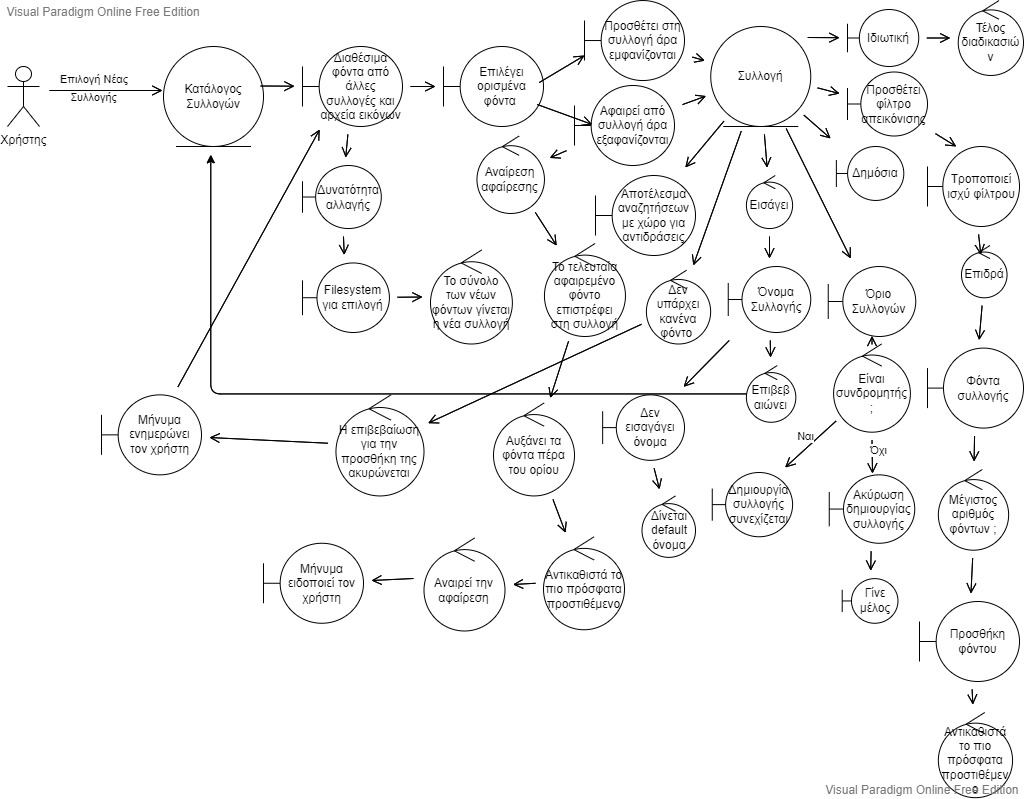 Visual Paradigm Online Free Edition
Χρήστης
Επιλογή Νέας
Συλλογής
Κατάλογος
Συλλογών
Διαθέσιμα
φόντα από
άλλες
συλλογές και
αρχεία εικόνων
Επιλέγει
ορισμένα
φόντα
Προσθέτει στη
συλλογή άρα
εμφανίζονται
Αφαιρεί από
συλλογή άρα
εξαφανίζονται
Συλλογή
Ιδιωτική
Τέλος
διαδικασιώ
ν
Προσθέτει
φίλτρο
απεικόνισης
Δημόσια
Τροποποιεί
ισχύ φίλτρου
Επιδρά
Δυνατότητα
αλλαγής
Αναίρεση
αφαίρεσης
Αποτέλεσμα
αναζητήσεων
με χώρο για
αντιδράσεις
Εισάγει
Filesystem
για επιλογή
Το σύνολο
των νέων
φόντων γίνεται
η νέα συλλογή
Το τελευταία
αφαιρεμένο
φόντο
επιστρέφει
στη συλλογή
Δεν
υπάρχει
κανένα
φόντο
Όνομα
Συλλογής
Όριο
Συλλογών
Φόντα
συλλογής
Επιβεβ
αιώνει
Είναι
συνδρομητής
;
Ναι
Όχι
Μήνυμα
ενημερώνει
τον χρήστη
Η επιβεβαίωση
για την
προσθήκη της
ακυρώνεται
Αυξάνει τα
φόντα πέρα
του ορίου
Δεν
εισαγάγει
όνομα
Δίνεται
default
όνομα
Δημιουργία
συλλογής
συνεχίζεται
Ακύρωση
δημιουργίας
συλλογής
Μέγιστος
αριθμός
φόντων ;
Μήνυμα
ειδοποιεί τον
χρήστη
Αναιρεί την
αφαίρεση
Αντικαθιστά το
πιο πρόσφατα
προστιθέμενο
Γίνε
μέλος
Προσθήκη
φόντου
Αντικαθιστά
το πιο
πρόσφατα
προστιθέμεν
ο
Visual Paradigm Online Free Edition